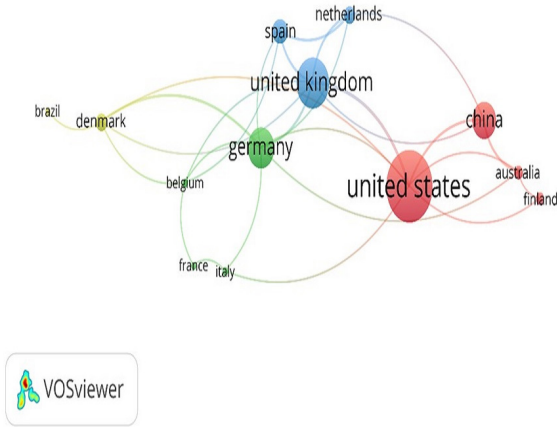 netherlands
spain
united kingdom
brazil
denmark
china
germany
australia
belgium
united states
finland
france
italy
VOSviewer